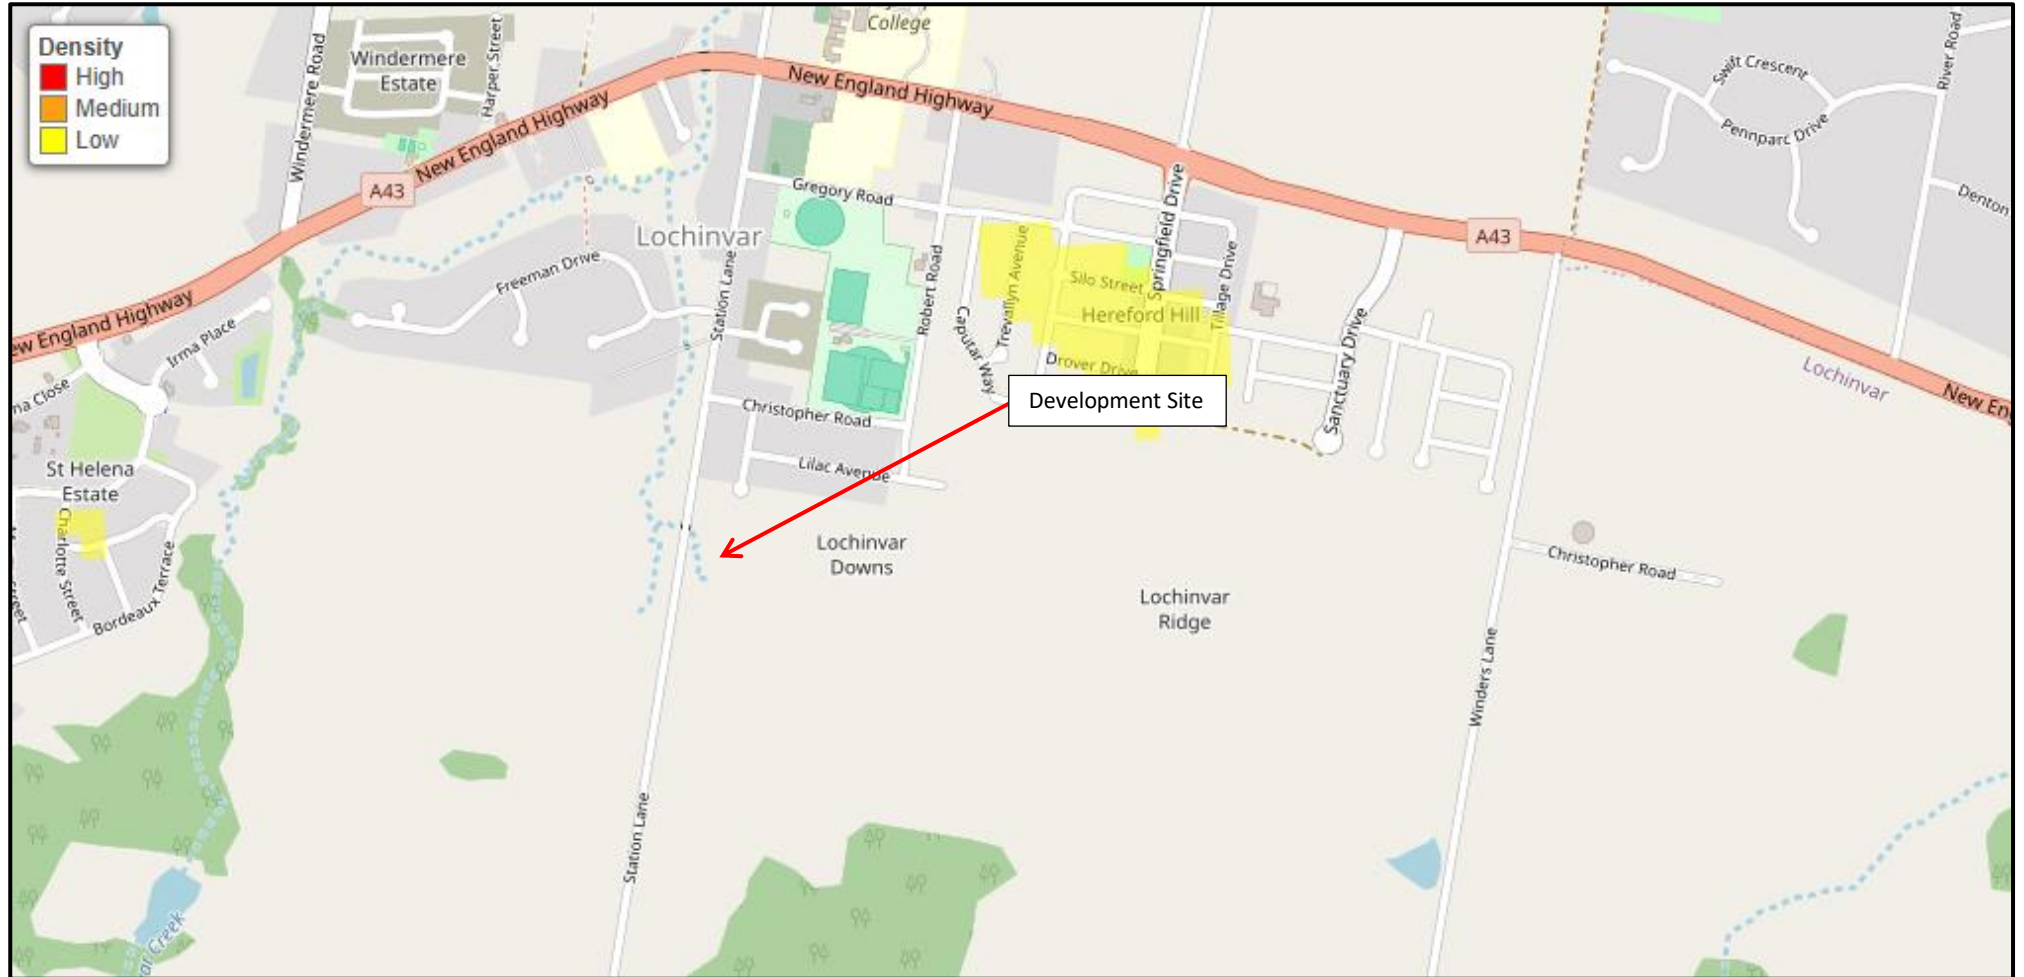 Density
High
Medium
Low
College
Windermere Road
Windermere
Estate
Harper Street
New England Highway
New England Highway
A43
Swift Crescent
River Road
Pennparc Drive
Denton
Gregory Road
Lochinvar
Freeman Drive
Station Lane
Robert Road
Springfield Drive
A43
Trevallyn Avenue
Silo Street
Hereford Hill
Tillage Drive
Caputar Way
Drover Drive
Sanctuary Drive
Lochinvar
New En
ew England Highway
Irma Place
na Close
Development Site
Christopher Road
Lilac Avenue
St Helena
Estate
Charlotte Street
Bordeaux Terrace
Street
Lochinvar
Downs
Lochinvar
Ridge
Christopher Road
Winders Lane
Station Lane
ar Creek